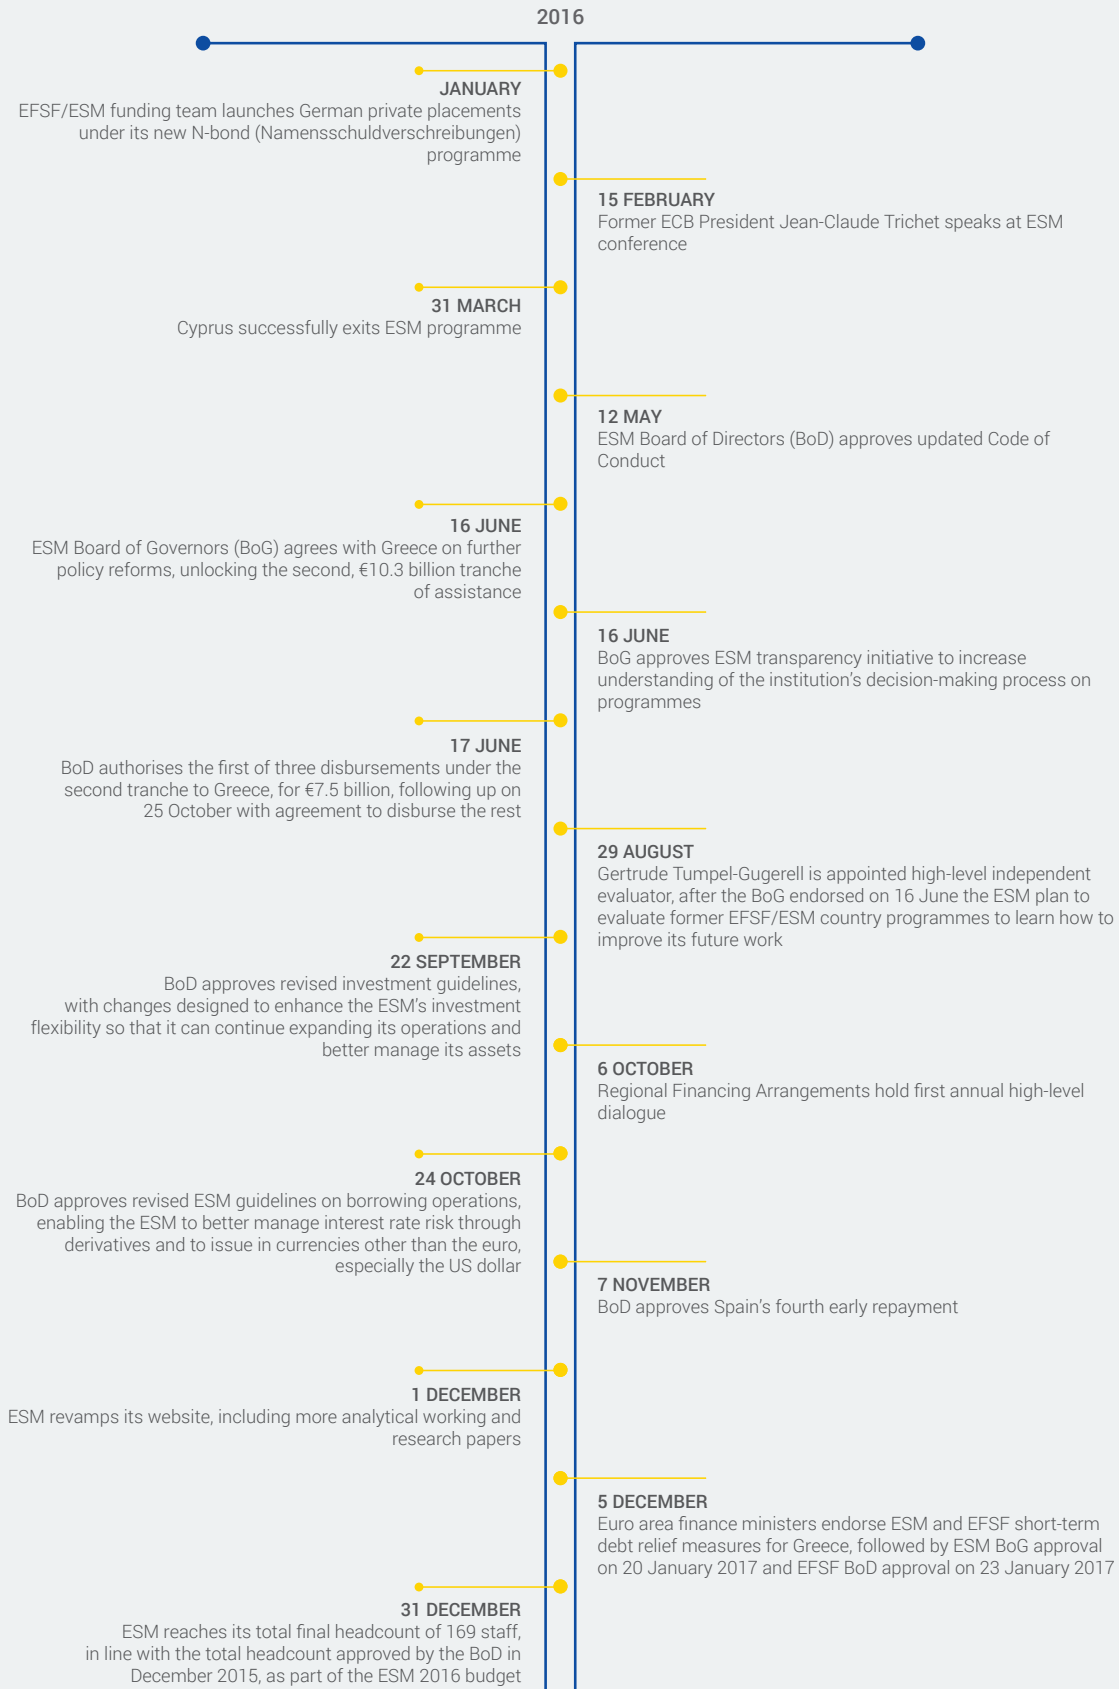 2016
JANUARY
EFSF/ESM funding team launches German private placements
under its new N-bond (Namensschuldverschreibungen)
programme
15 FEBRUARY
Former ECB President Jean-Claude Trichet speaks at ESM
conference
31 MARCH
Cyprus successfully exits ESM programme
12 MAY
ESM Board of Directors (BoD) approves updated Code of
Conduct
16 JUNE
ESM Board of Governors (BoG) agrees with Greece on further
policy reforms, unlocking the second, €10.3 billion tranche
of assistance
16 JUNE
BoG approves ESM transparency initiative to increase
understanding of the institution's decision-making process on
programmes
17 JUNE
BoD authorises the first of three disbursements under the
second tranche to Greece, for €7.5 billion, following up on
25 October with agreement to disburse the rest
29 AUGUST
Gertrude Tumpel-Gugerell is appointed high-level independent
evaluator, after the BoG endorsed on 16 June the ESM plan to
evaluate former EFSF/ESM country programmes to learn how to
improve its future work
22 SEPTEMBER
BoD approves revised investment guidelines,
with changes designed to enhance the ESM's investment
flexibility so that it can continue expanding its operations and
better manage its assets
6 OCTOBER
Regional Financing Arrangements hold first annual high-level
dialogue
24 OCTOBER
BoD approves revised ESM guidelines on borrowing operations,
enabling the ESM to better manage interest rate risk through
derivatives and to issue in currencies other than the euro,
especially the US dollar
7 NOVEMBER
BoD approves Spain's fourth early repayment
1 DECEMBER
ESM revamps its website, including more analytical working and
research papers
5 DECEMBER
Euro area finance ministers endorse ESM and EFSF short-term
debt relief measures for Greece, followed by ESM BoG approval
on 20 January 2017 and EFSF BoD approval on 23 January 2017
31 DECEMBER
ESM reaches its total final headcount of 169 staff,
in line with the total headcount approved by the BoD in
December 2015, as part of the ESM 2016 budget